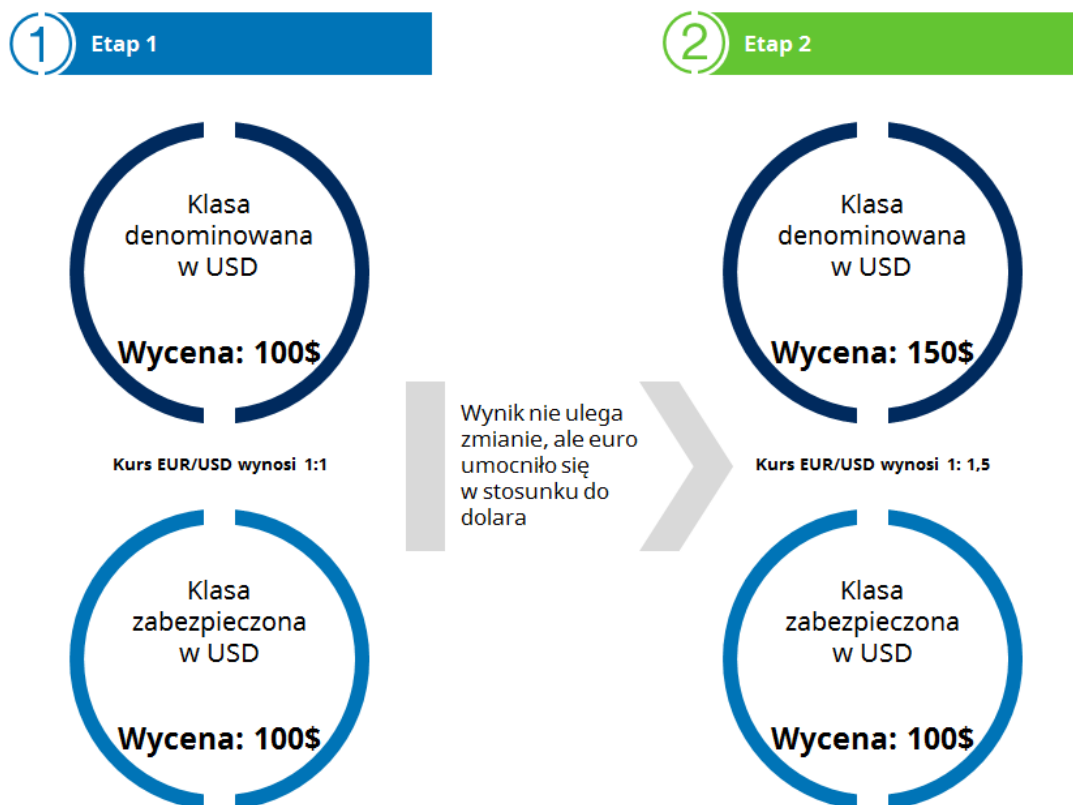 1 Etap 1
2 Etap 2
Klasa
denominowana
w USD
Wycena: 100$
Klasa
denominowana
w USD
Wycena: 150$
Wynik nie ulega
zmianie, ale euro
umocniło się
w stosunku do
dolara
Kurs EUR/USD wynosi 1:1
Kurs EUR/USD wynosi 1: 1,5
Klasa
zabezpieczona
w USD
Wycena: 100$
Klasa
zabezpieczona
w USD
Wycena: 100$